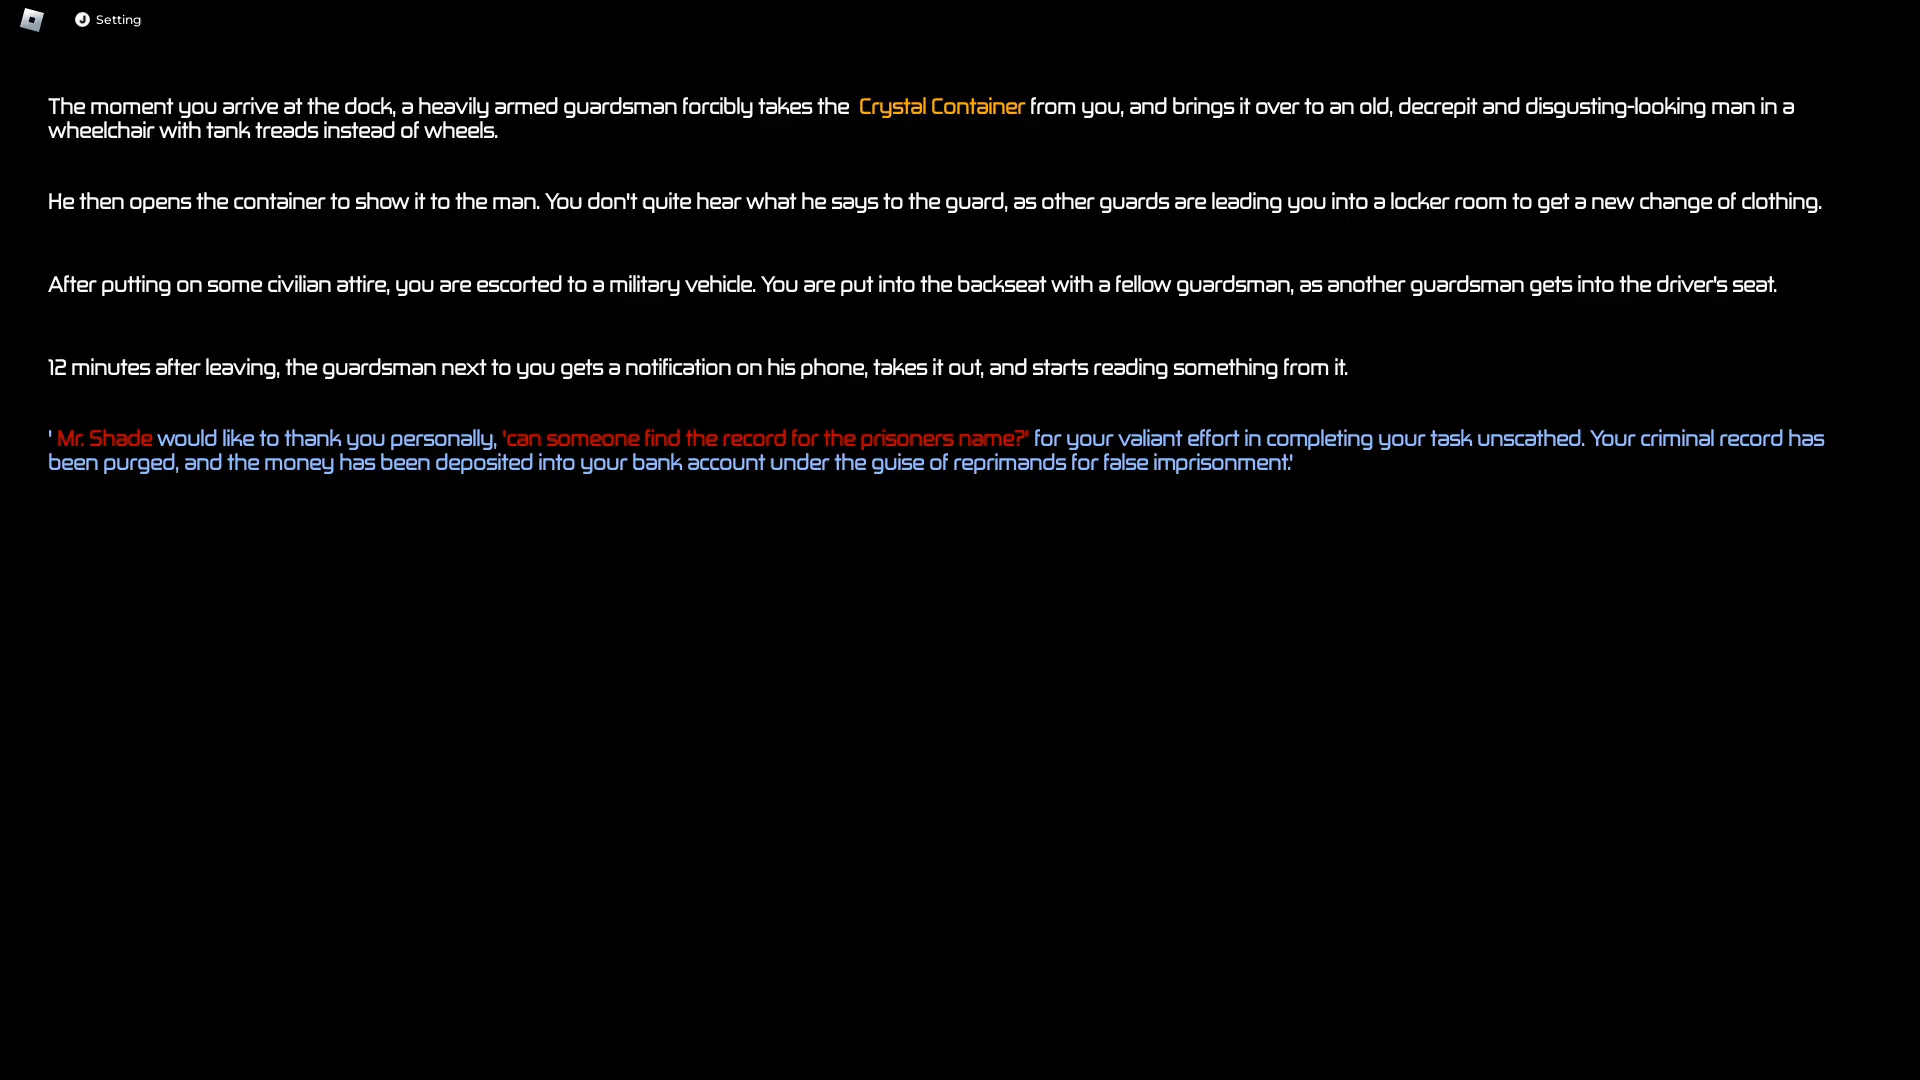 Setting
The moment you arrive at the dock, a heavily armed guardsman forcibly takes the Crystal Container from you, and brings it over to an old, decrepit and disgusting-looking man in a
wheelchair with tank treads instead of wheels.
He then opens the container to show it to the man. You don't quite hear what he says to the guard, as other guards are leading you into a locker room to get a new change of clothing.
After putting on some civilian attire, you are escorted to a military vehicle. You are put into the backseat with a fellow guardsman, as another guardsman gets into the driver's seat.
12 minutes after leaving, the guardsman next to you gets a notification on his phone, takes it out, and starts reading something from it.
' Mr. Shade would like to thank you personally, 'can someone find the record for the prisoners name?' for your valiant effort in completing your task unscathed. Your criminal record has
been purged, and the money has been deposited into your bank account under the guise of reprimands for false imprisonment.'